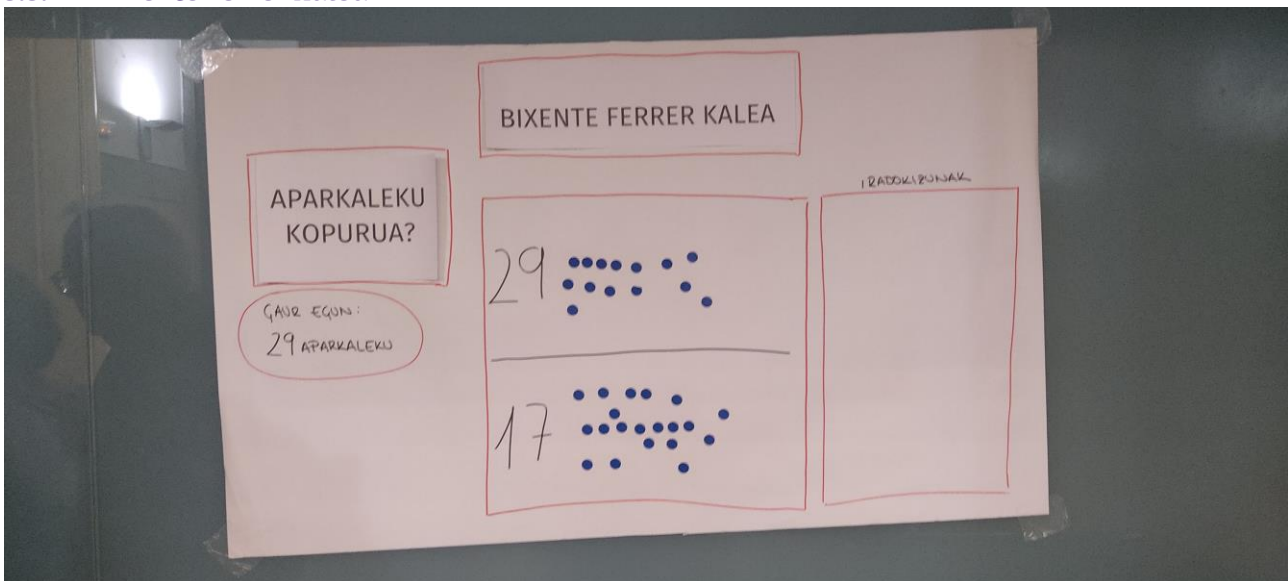 BIXENTE FERRER KALEA
APARKALEKU
KOPURUA?
GAUR EGUN:
29 APARKALEKU
29
17
IRADOKIZUNAK